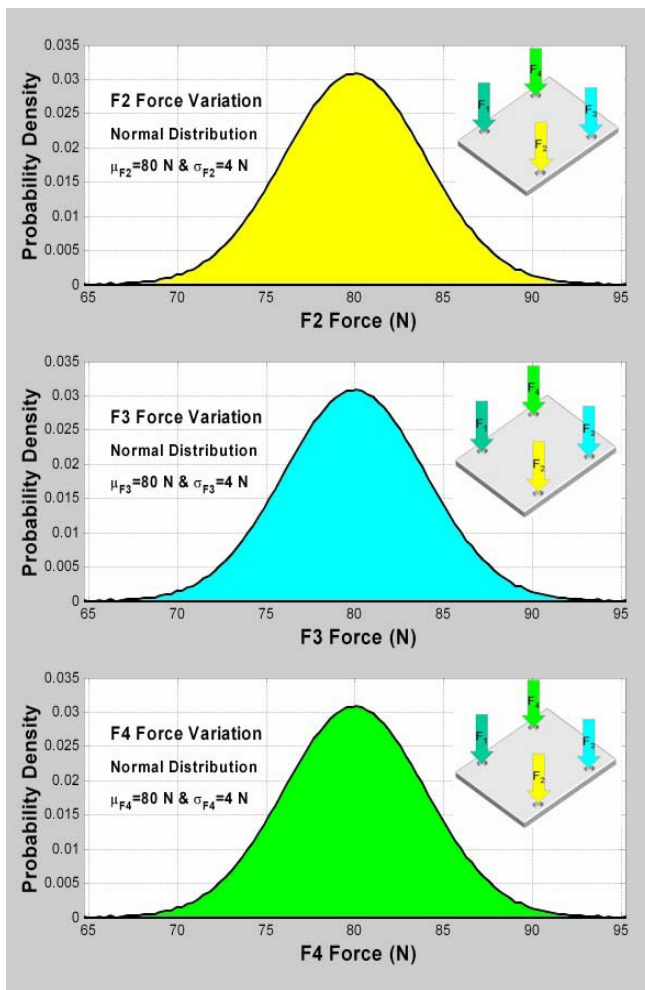 0.035
0.03
0.025
0.02
0.015
0.01
0.005
0
Probability Density
F2 Force Variation
Normal Distribution
μF2=80 N & σF2=4 N
F4
F1
F3
F2
65 70 75 80 85 90 95
F2 Force (N)
0.035
0.03
0.025
0.02
0.015
0.01
0.005
0
Probability Density
F3 Force Variation
Normal Distribution
μF3=80 N & σF3=4 N
F4
F1
F3
F2
65 70 75 80 85 90 95
F3 Force (N)
0.035
0.03
0.025
0.02
0.015
0.01
0.005
0
Probability Density
F4 Force Variation
Normal Distribution
μF4=80 N & σF4=4 N
F4
F1
F3
F2
65 70 75 80 85 90 95
F4 Force (N)